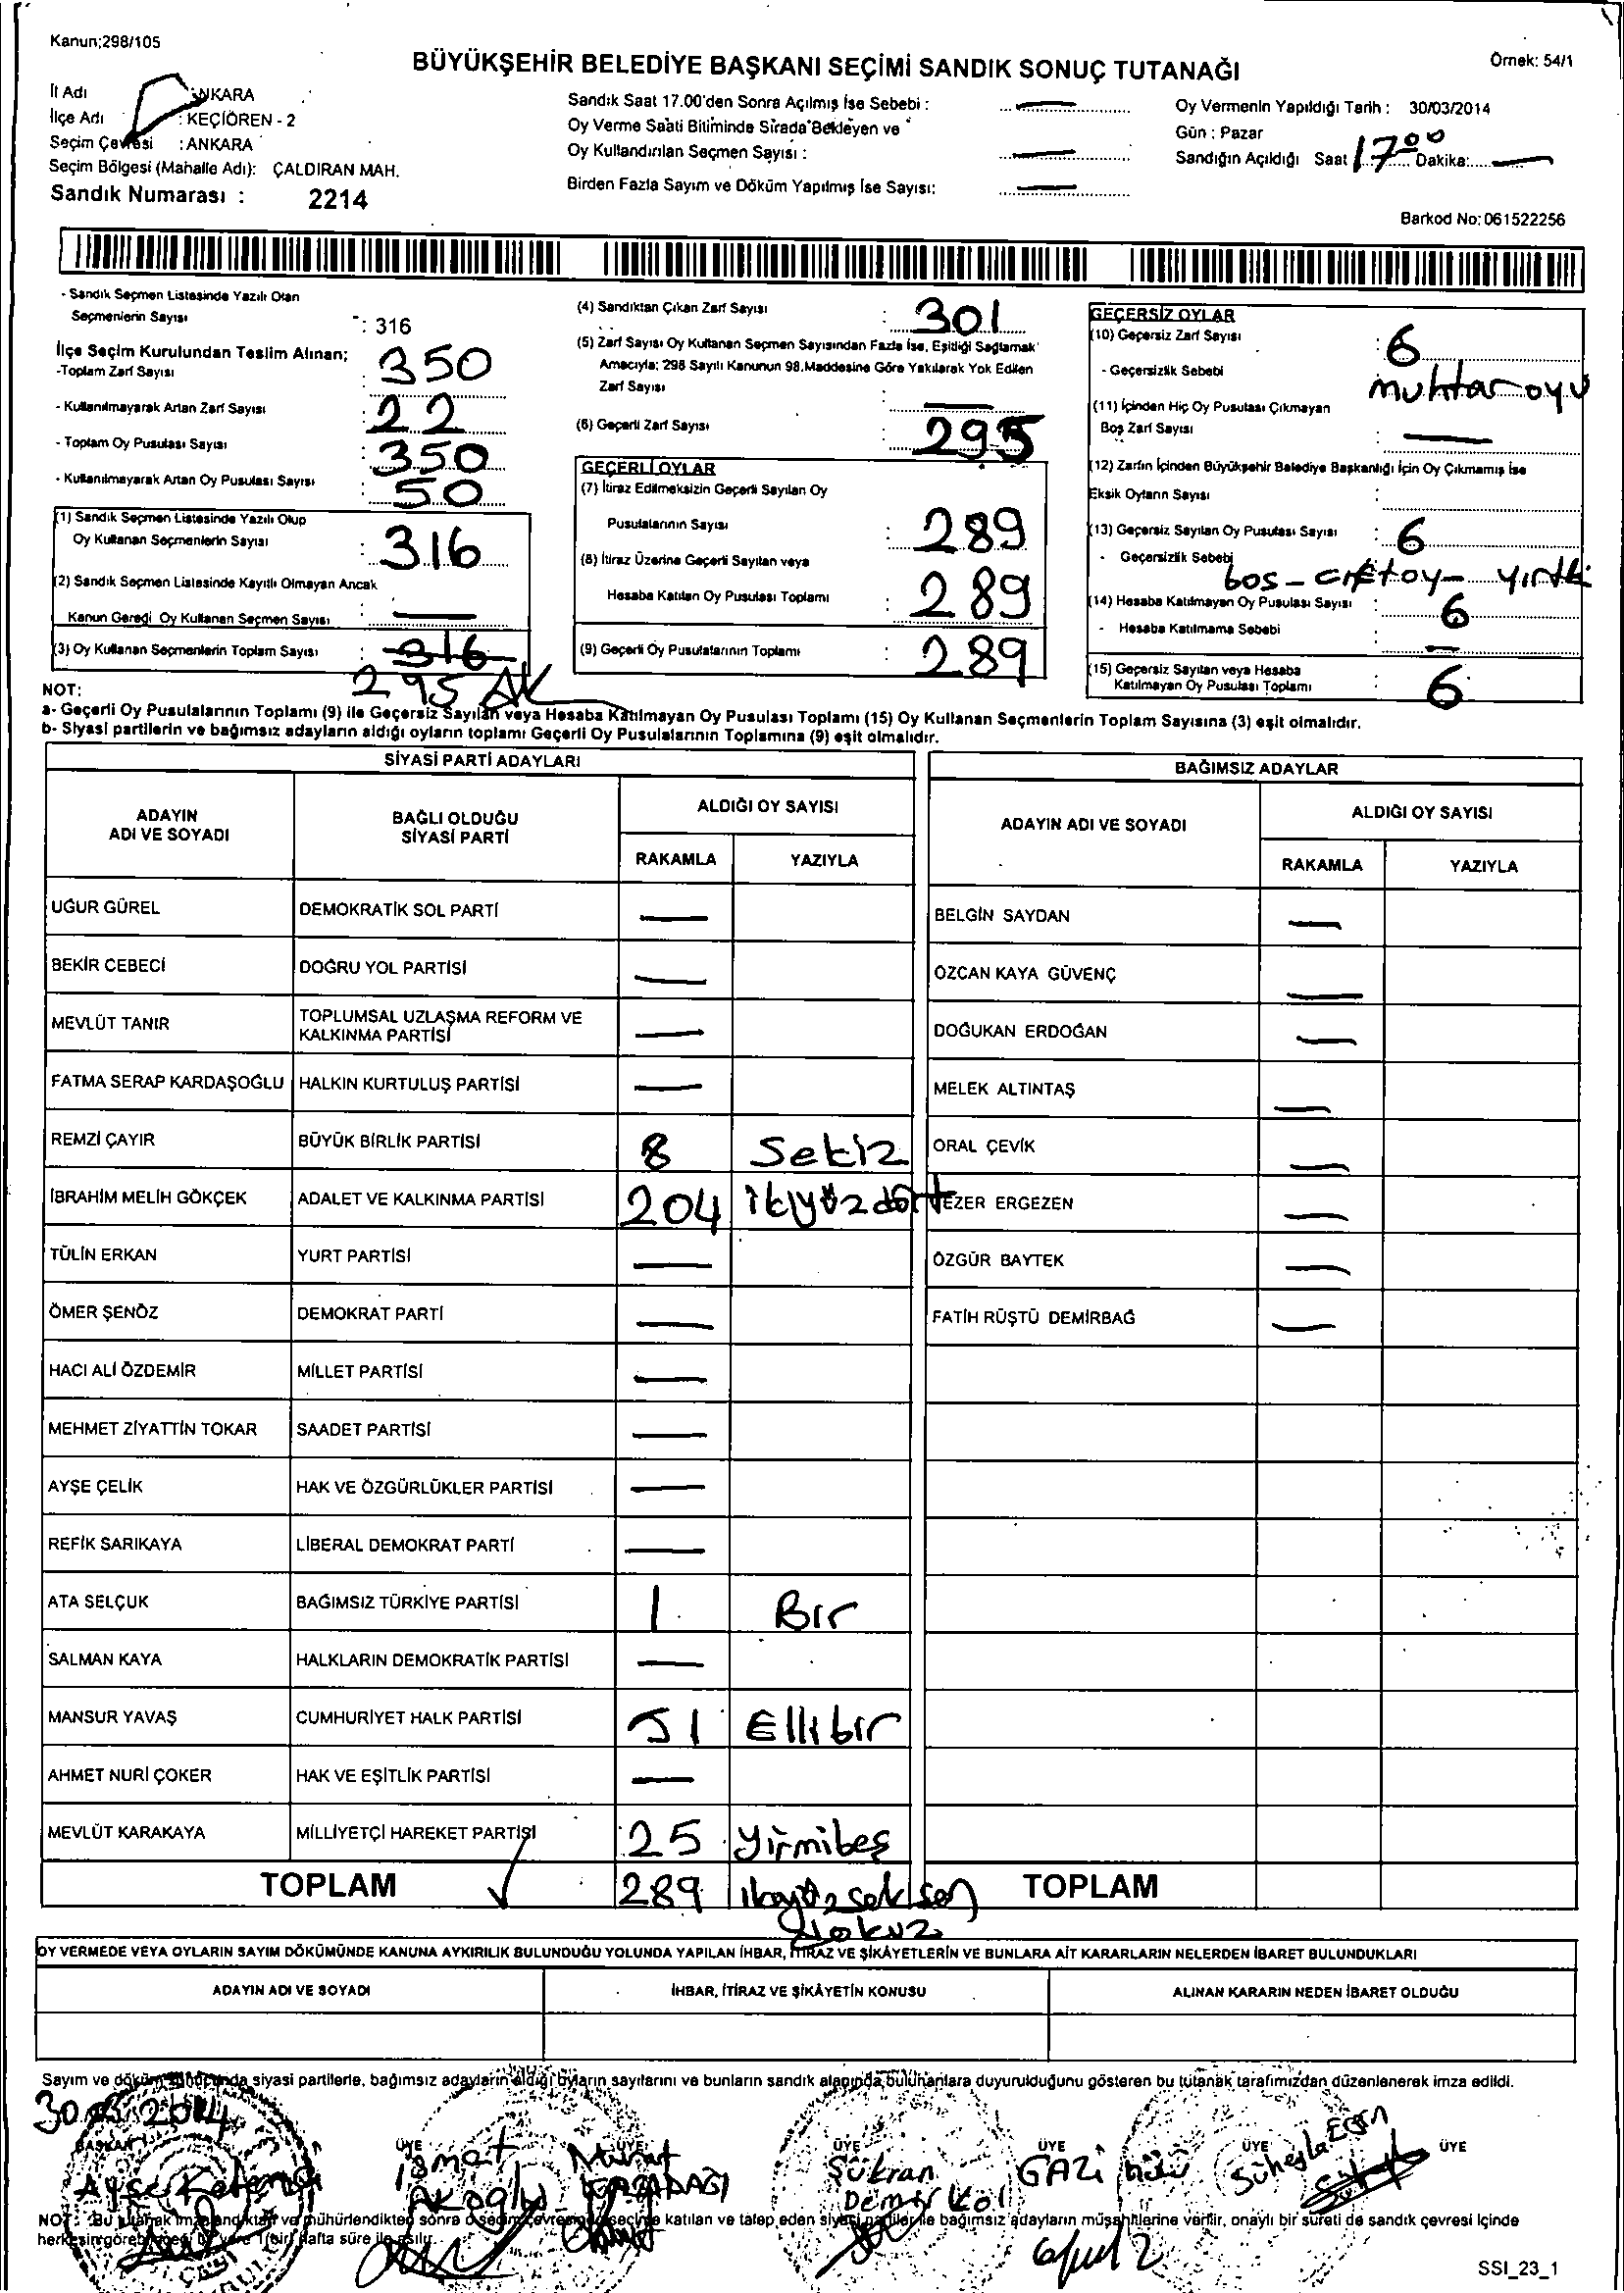 Kanun;298/105
BÜYÜKŞEHİR BELEDİYE BAŞKANI SEÇİMİ SANDIK SONUÇ TUTANAĞI
Örnek: 54/1
İl Adı : ANKARA
İlçe Adı : KEÇİÖREN - 2
Seçim Çevresi : ANKARA
Seçim Bölgesi (Mahalle Adı): ÇALDIRAN MAH.
Sandık Numarası : 2214
Sandık Saat 17.00'den Sonra Açılmış İse Sebebi : —
Oy Verme Saati Bitiminde Sırada Bekleyen ve
Oy Kullandırılan Seçmen Sayısı : —
Birden Fazla Sayım ve Döküm Yapılmış İse Sayısı: —
Oy Vermenin Yapıldığı Tarih : 30/03/2014
Gün : Pazar
Sandığın Açıldığı Saat 17.00 Dakika: —
Barkod No: 061522256
- Sandık Seçmen Listesinde Yazılı Olan
Seçmenlerin Sayısı : 316
İlçe Seçim Kurulundan Teslim Alınan;
-Toplam Zarf Sayısı : 350
- Kullanılmayarak Artan Zarf Sayısı : 22
- Toplam Oy Pusulası Sayısı : 350
- Kullanılmayarak Artan Oy Pusulası Sayısı : 50
(1) Sandık Seçmen Listesinde Yazılı Olup
Oy Kullanan Seçmenlerin Sayısı : 316
(2) Sandık Seçmen Listesinde Kayıtlı Olmayan Ancak
Kanun Gereği Oy Kullanan Seçmen Sayısı : —
(3) Oy Kullanan Seçmenlerin Toplam Sayısı : 316
295 AK
(4) Sandıktan Çıkan Zarf Sayısı : 301
(5) Zarf Sayısı Oy Kullanan Seçmen Sayısından Fazla İse, Eşitliği Sağlamak
Amacıyla; 298 Sayılı Kanunun 98.Maddesine Göre Yakılarak Yok Edilen
Zarf Sayısı : —
(6) Geçerli Zarf Sayısı : 295
GEÇERLİ OYLAR
(7) İtiraz Edilmeksizin Geçerli Sayılan Oy
Pusulalarının Sayısı : 289
(8) İtiraz Üzerine Geçerli Sayılan veya
Hesaba Katılan Oy Pusulası Toplamı : 289
(9) Geçerli Oy Pusulalarının Toplamı : 289
GEÇERSİZ OYLAR
(10) Geçersiz Zarf Sayısı : 6
- Geçersizlik Sebebi muhtar oyu
(11) İçinden Hiç Oy Pusulası Çıkmayan
Boş Zarf Sayısı : —
(12) Zarfın İçinden Büyükşehir Belediye Başkanlığı İçin Oy Çıkmamış İse
Eksik Oyların Sayısı :
(13) Geçersiz Sayılan Oy Pusulası Sayısı : 6
- Geçersizlik Sebebi
(14) Hesaba Katılmayan Oy Pusulası Sayısı : 6
- Hesaba Katılmama Sebebi : —
(15) Geçersiz Sayılan veya Hesaba
Katılmayan Oy Pusulası Toplamı : 6
NOT:
a- Geçerli Oy Pusulalarının Toplamı (9) ile Geçersiz Sayılan veya Hesaba Katılmayan Oy Pusulası Toplamı (15) Oy Kullanan Seçmenlerin Toplam Sayısına (3) eşit olmalıdır.
b- Siyasi partilerin ve bağımsız adayların aldığı oyların toplamı Geçerli Oy Pusulalarının Toplamına (9) eşit olmalıdır.
SİYASİ PARTİ ADAYLARI
ADAYIN ADI VE SOYADI BAĞLI OLDUĞU SİYASİ PARTİ ALDIĞI OY SAYISI
RAKAMLA YAZIYLA
UĞUR GÜREL DEMOKRATİK SOL PARTİ —
BEKİR CEBECİ DOĞRU YOL PARTİSİ —
MEVLÜT TANIR TOPLUMSAL UZLAŞMA REFORM VE KALKINMA PARTİSİ —
FATMA SERAP KARDAŞOĞLU HALKIN KURTULUŞ PARTİSİ —
REMZİ ÇAYIR BÜYÜK BİRLİK PARTİSİ 8 Sekiz
İBRAHİM MELİH GÖKÇEK ADALET VE KALKINMA PARTİSİ 204 ikiyüzdört
TÜLİN ERKAN YURT PARTİSİ —
ÖMER ŞENÖZ DEMOKRAT PARTİ —
HACI ALİ ÖZDEMİR MİLLET PARTİSİ —
MEHMET ZİYATTİN TOKAR SAADET PARTİSİ —
AYŞE ÇELİK HAK VE ÖZGÜRLÜKLER PARTİSİ —
REFİK SARIKAYA LİBERAL DEMOKRAT PARTİ —
ATA SELÇUK BAĞIMSIZ TÜRKİYE PARTİSİ 1 Bir
SALMAN KAYA HALKLARIN DEMOKRATİK PARTİSİ —
MANSUR YAVAŞ CUMHURİYET HALK PARTİSİ 51 Ellibir
AHMET NURİ ÇOKER HAK VE EŞİTLİK PARTİSİ —
MEVLÜT KARAKAYA MİLLİYETÇİ HAREKET PARTİSİ 25 Yirmibeş
TOPLAM 289 ikiyüzseksen dokuz
BAĞIMSIZ ADAYLAR
ADAYIN ADI VE SOYADI ALDIĞI OY SAYISI
RAKAMLA YAZIYLA
BELGİN SAYDAN —
ÖZCAN KAYA GÜVENÇ —
DOĞUKAN ERDOĞAN —
MELEK ALTINTAŞ —
ORAL ÇEVİK —
EZER ERGEZEN —
ÖZGÜR BAYTEK —
FATİH RÜŞTÜ DEMİRBAĞ —
TOPLAM
OY VERMEDE VEYA OYLARIN SAYIM DÖKÜMÜNDE KANUNA AYKIRILIK BULUNDUĞU YOLUNDA YAPILAN İHBAR, İTİRAZ VE ŞİKÂYETLERİN VE BUNLARA AİT KARARLARIN NELERDEN İBARET BULUNDUKLARI
ADAYIN ADI VE SOYADI İHBAR, İTİRAZ VE ŞİKÂYETİN KONUSU ALINAN KARARIN NEDEN İBARET OLDUĞU
Sayım ve döküm sonucunda siyasi partilerle, bağımsız adayların aldığı oyların sayılarını ve bunların sandık alanında bulunanlara duyurulduğunu gösteren bu tutanak tarafımızdan düzenlenerek imza edildi.
30.03.2014
BAŞKAN ÜYE ÜYE ÜYE ÜYE ÜYE ÜYE
Ayşe
ismet Akoğlu
Murat
Şükran Demirkol
GAZİ
Süheyla
NOT: Bu tutanak imzalandıktan ve mühürlendikten sonra o seçim çevresinde seçime katılan ve talep eden siyasi partiler ile bağımsız adayların müşahitlerine verilir, onaylı bir sureti de sandık çevresi içinde
herkesin görebileceği bir yere 1 (bir) hafta süre ile asılır.
SSI_23_1